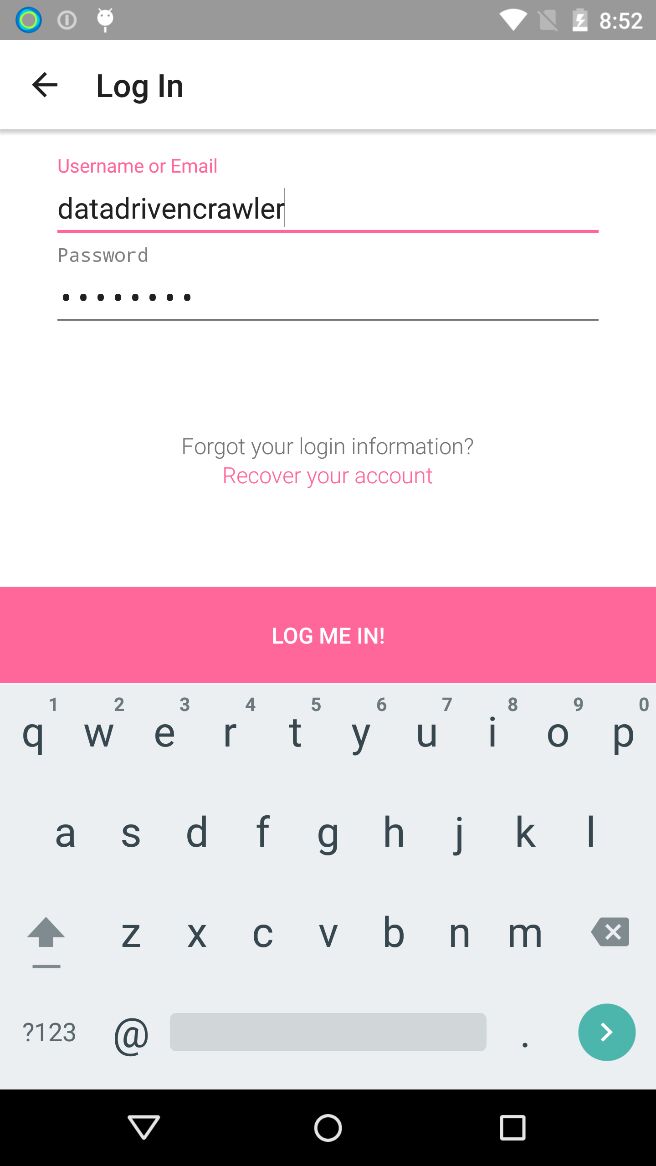 8:52
Log In
Username or Email
datadrivencrawler
Password
••••••••
Forgot your login information?
Recover your account
LOG ME IN!
1 2 3 4 5 6 7 8 9 0
q w e r t y u i o p
a s d f g h j k l
z x c v b n m
?123 @ .